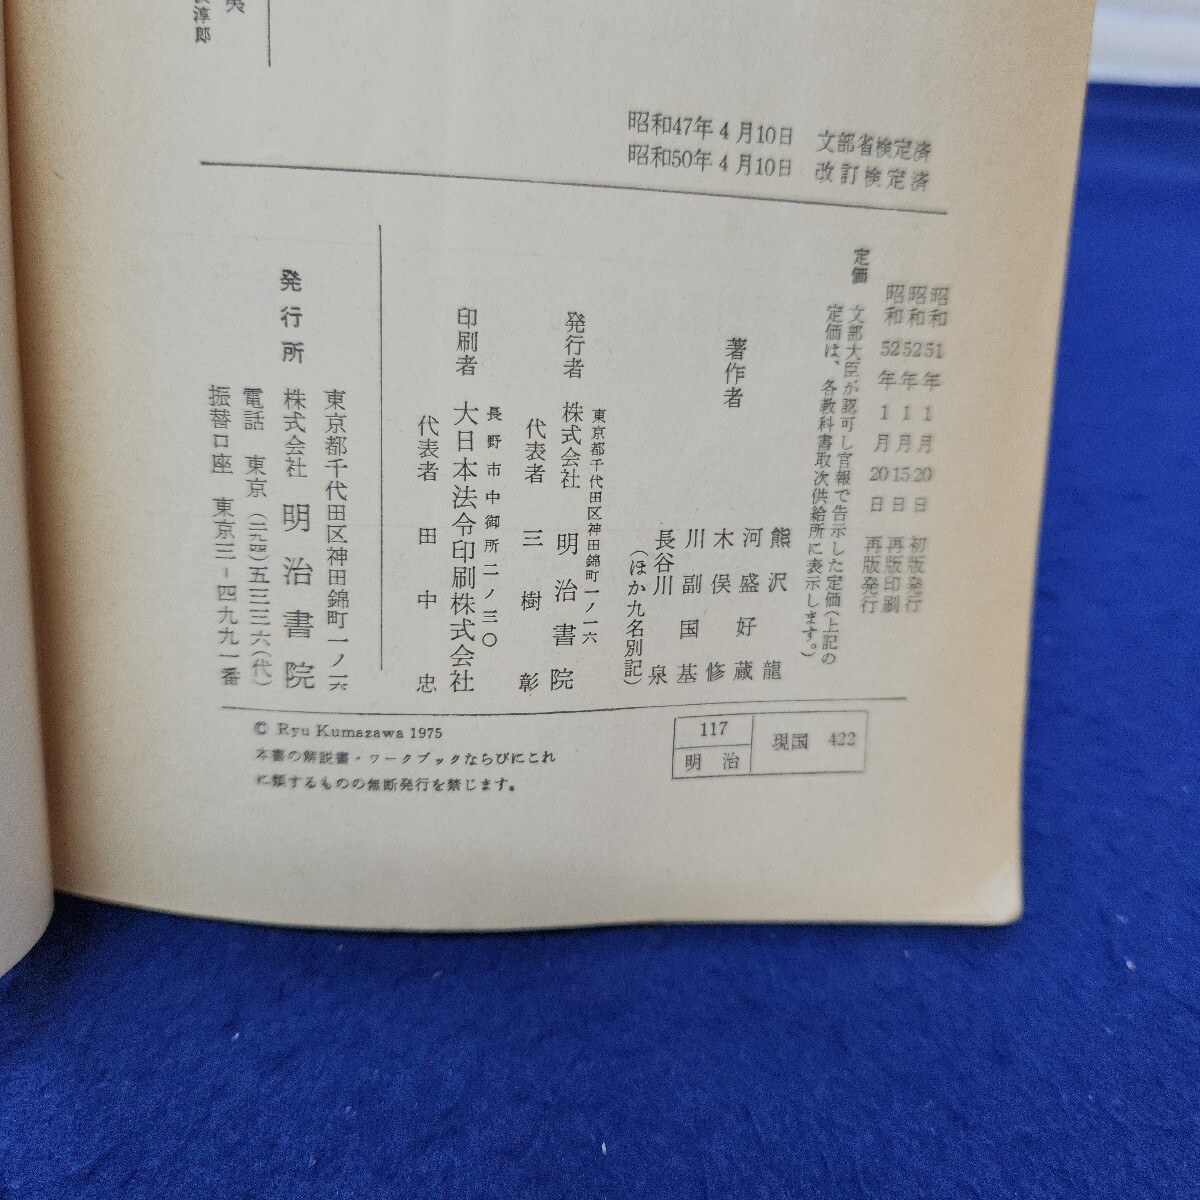 淳郎
昭和47年4月10日 文部省検定済
昭和50年4月10日 改訂検定済
昭和51年1月20日 初版発行
昭和52年1月15日 再版印刷
昭和52年1月20日 再版発行
定価 文部大臣が認可し官報で告示した定価(上記の
定価は、各教科書取次供給所に表示します。)
著作者
熊沢龍
河盛好蔵
木俣修
川副国基
長谷川泉
(ほか九名別記)
東京都千代田区神田錦町一ノ一六
発行者 株式会社 明治書院
代表者 三樹彰
長野市中御所二ノ三〇
印刷者 大日本法令印刷株式会社
代表者 田中忠
東京都千代田区神田錦町一ノ一六
発行所 株式会社 明治書院
電話 東京(二九四)五三三六(代)
振替口座 東京三-四九九一番
© Ryu Kumazawa 1975
本書の解説書・ワークブックならびにこれ
に類するものの無断発行を禁じます。
117
明治
現国 422